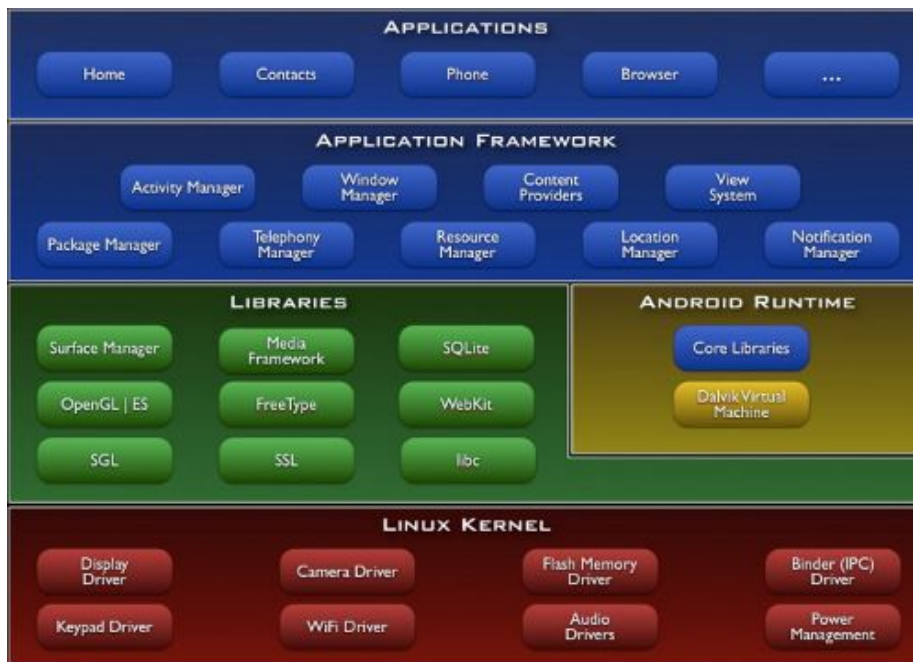 APPLICATIONS
Home
Contacts
Phone
Browser
...
APPLICATION FRAMEWORK
Activity Manager
Window
Manager
Content
Providers
View
System
Package Manager
Telephony
Manager
Resource
Manager
Location
Manager
Notification
Manager
LIBRARIES
Surface Manager
Media
Framework
SQLite
OpenGL | ES
FreeType
WebKit
SGL
SSL
libc
ANDROID RUNTIME
Core Libraries
Dalvik Virtual
Machine
LINUX KERNEL
Display
Driver
Camera Driver
Flash Memory
Driver
Binder (IPC)
Driver
Keypad Driver
WiFi Driver
Audio
Drivers
Power
Management